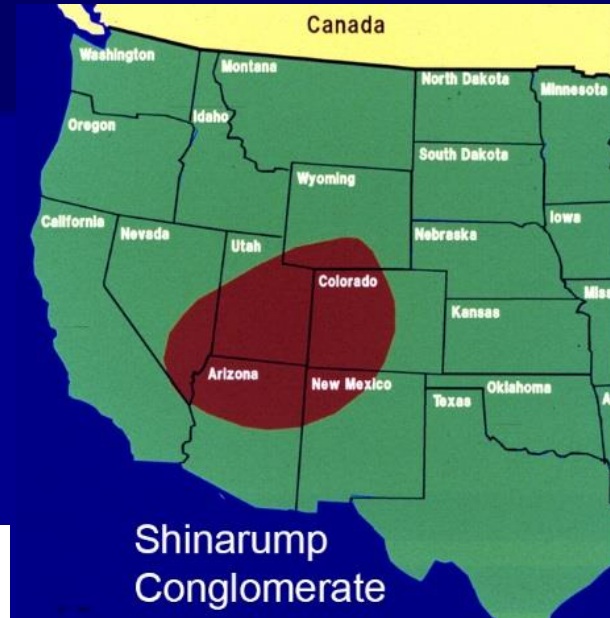 Canada
Washington
Montana
North Dakota
Minnesota
Oregon
Idaho
South Dakota
Wyoming
California
Nevada
Utah
Nebraska
Iowa
Colorado
Kansas
Miss
Arizona
New Mexico
Texas
Oklahoma
A
Shinarump
Conglomerate